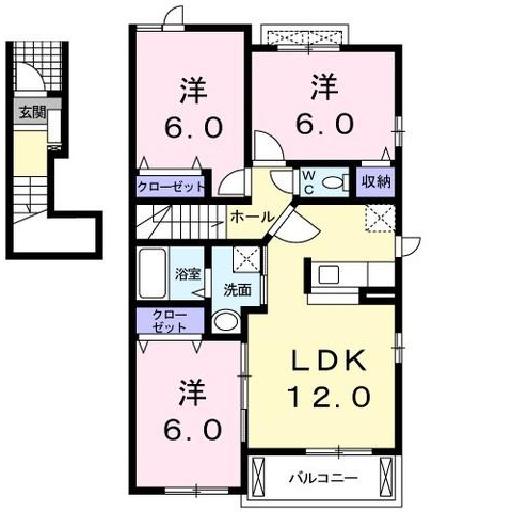 玄関
洋
6.0
洋
6.0
クローゼット
WC
収納
ホール
浴室
洗面
クロー
ゼット
洋
6.0
LDK
12.0
バルコニー